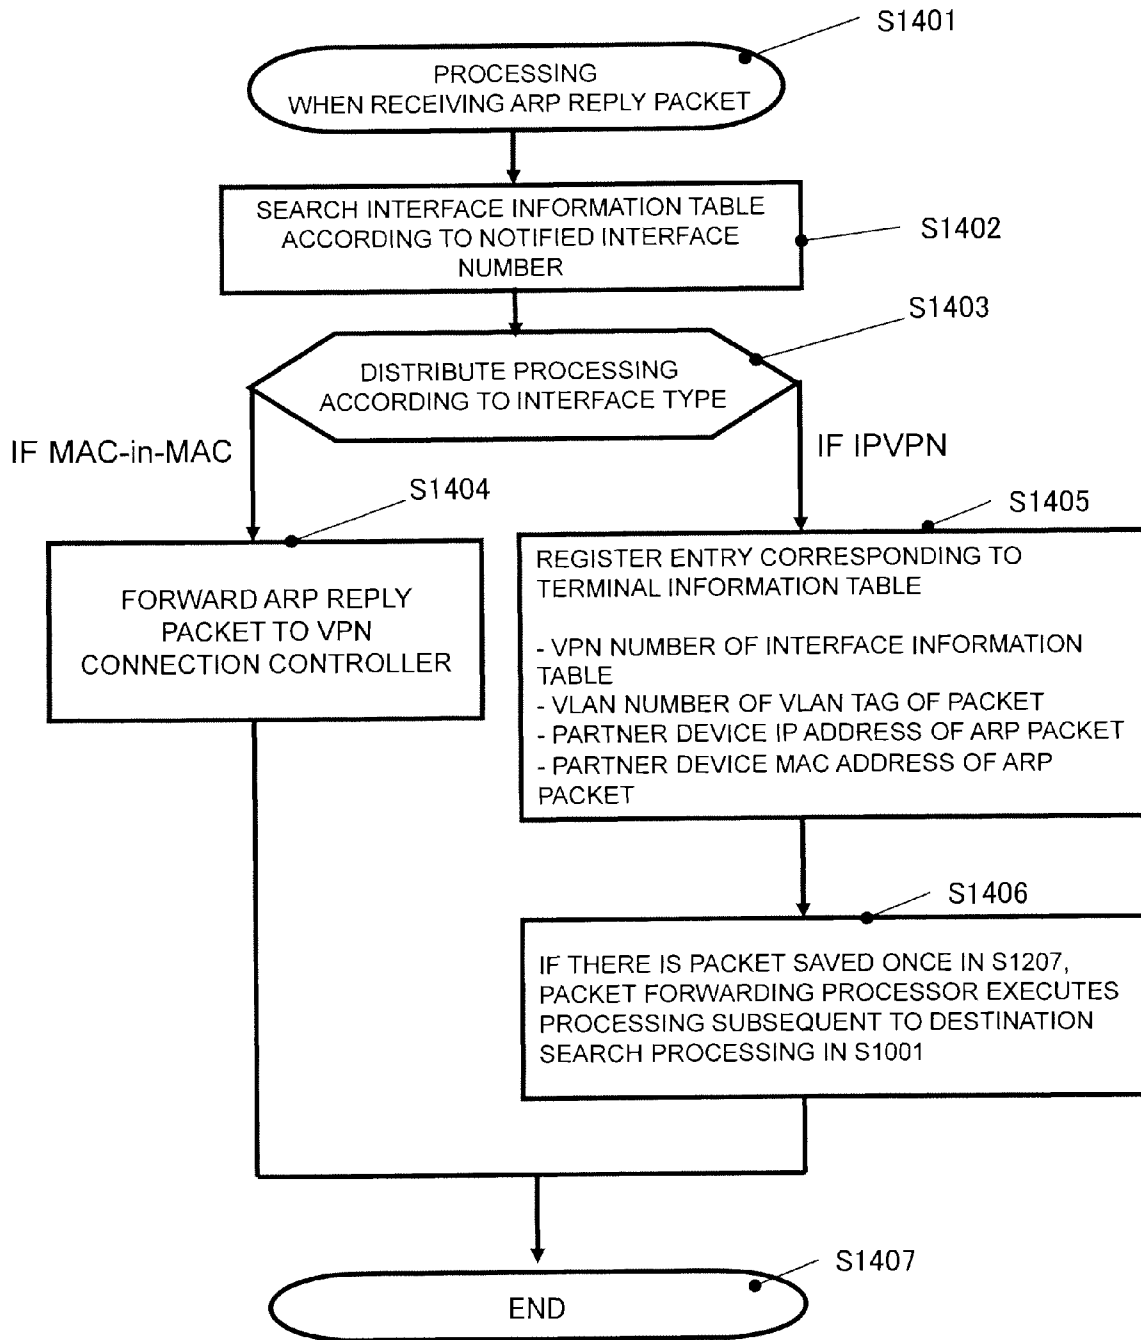 S1401
PROCESSING
WHEN RECEIVING ARP REPLY PACKET
SEARCH INTERFACE INFORMATION TABLE
ACCORDING TO NOTIFIED INTERFACE
NUMBER
S1402
S1403
DISTRIBUTE PROCESSING
ACCORDING TO INTERFACE TYPE
IF MAC-in-MAC
IF IPVPN
S1404
FORWARD ARP REPLY
PACKET TO VPN
CONNECTION CONTROLLER
S1405
REGISTER ENTRY CORRESPONDING TO
TERMINAL INFORMATION TABLE
- VPN NUMBER OF INTERFACE INFORMATION
TABLE
- VLAN NUMBER OF VLAN TAG OF PACKET
- PARTNER DEVICE IP ADDRESS OF ARP PACKET
- PARTNER DEVICE MAC ADDRESS OF ARP
PACKET
S1406
IF THERE IS PACKET SAVED ONCE IN S1207,
PACKET FORWARDING PROCESSOR EXECUTES
PROCESSING SUBSEQUENT TO DESTINATION
SEARCH PROCESSING IN S1001
S1407
END